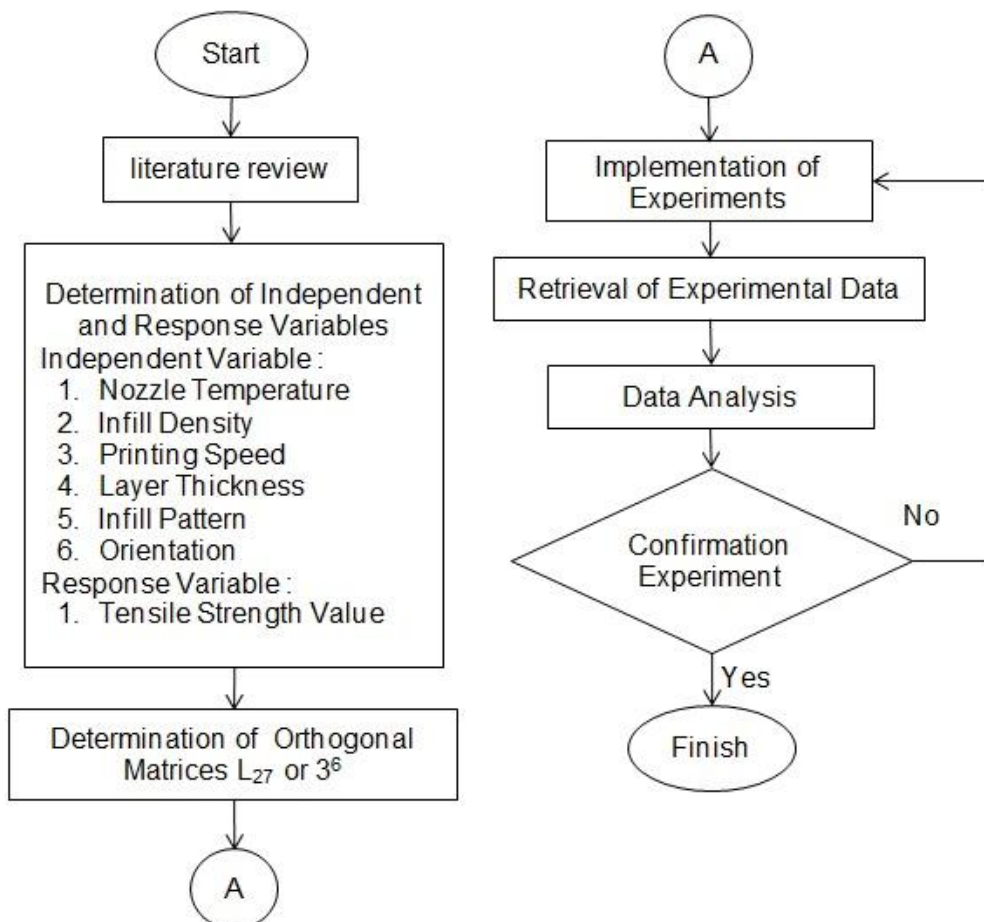 Start
literature review
Determination of Independent
and Response Variables
Independent Variable :
1. Nozzle Temperature
2. Infill Density
3. Printing Speed
4. Layer Thickness
5. Infill Pattern
6. Orientation
Response Variable :
1. Tensile Strength Value
Determination of Orthogonal
Matrices L₂₇ or 3⁶
A
A
Implementation of
Experiments
Retrieval of Experimental Data
Data Analysis
Confirmation
Experiment
No
Yes
Finish